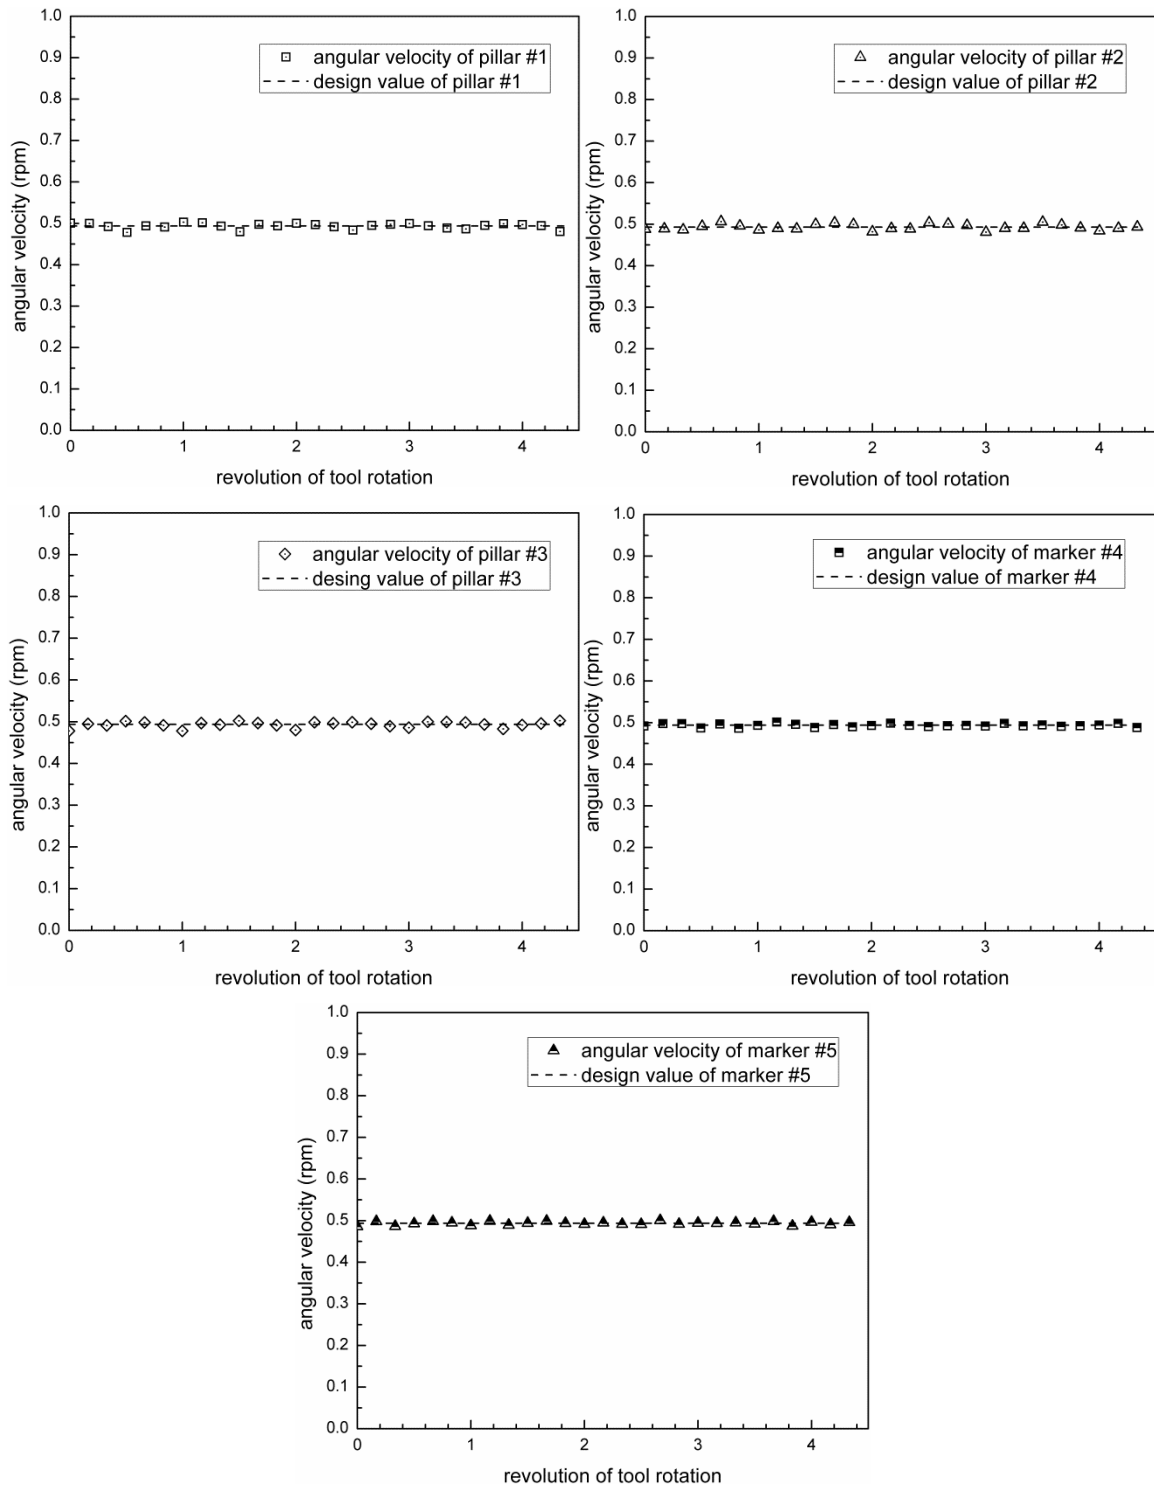 1.0
0.9
0.8
0.7
0.6
0.5
0.4
0.3
0.2
0.1
0.0
angular velocity (rpm)
angular velocity of pillar #1
design value of pillar #1
0 1 2 3 4
revolution of tool rotation
1.0
0.9
0.8
0.7
0.6
0.5
0.4
0.3
0.2
0.1
0.0
angular velocity (rpm)
angular velocity of pillar #2
design value of pillar #2
0 1 2 3 4
revolution of tool rotation
1.0
0.9
0.8
0.7
0.6
0.5
0.4
0.3
0.2
0.1
0.0
angular velocity (rpm)
angular velocity of pillar #3
desing value of pillar #3
0 1 2 3 4
revolution of tool rotation
1.0
0.9
0.8
0.7
0.6
0.5
0.4
0.3
0.2
0.1
0.0
angular velocity (rpm)
angular velocity of marker #4
design value of marker #4
0 1 2 3 4
revolution of tool rotation
1.0
0.9
0.8
0.7
0.6
0.5
0.4
0.3
0.2
0.1
0.0
angular velocity (rpm)
angular velocity of marker #5
design value of marker #5
0 1 2 3 4
revolution of tool rotation